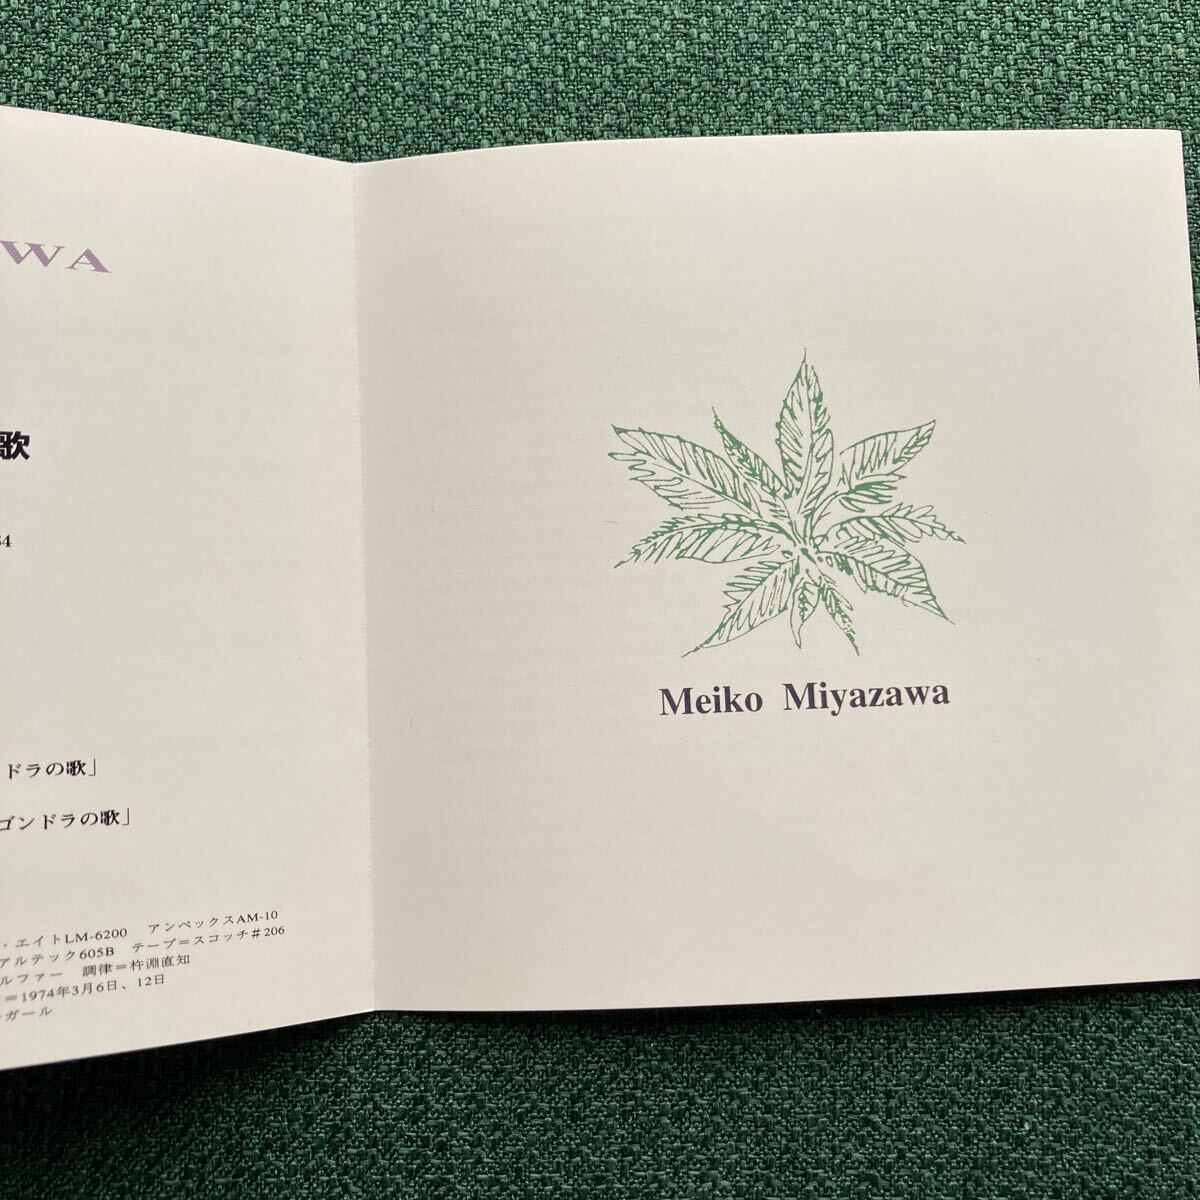 WA
歌
64
ドラの歌」
ゴンドラの歌」
・エイトLM-6200 アンペックスAM-10
アルテック605B テープ＝スコッチ＃206
ルファー 調律＝杵淵直知
＝1974年3月6日、12日
ガール
Meiko Miyazawa